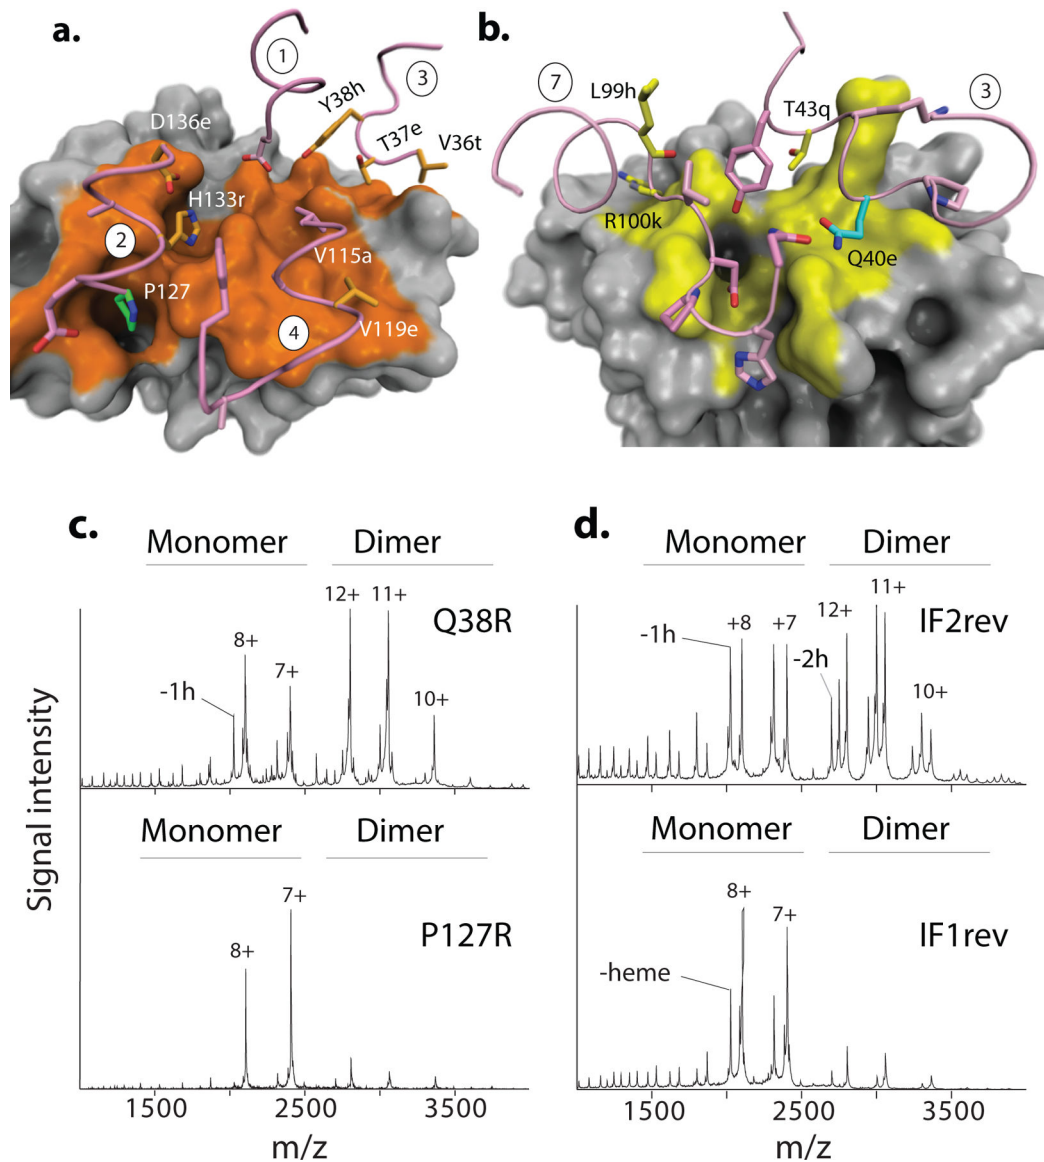 a.
1
3
Y38h
T37e
V36t
D136e
H133r
2
V115a
P127
V119e
4
b.
7
L99h
T43q
3
R100k
Q40e
c.
Monomer Dimer
12+ 11+
Q38R
8+
7+
-1h
10+
Monomer Dimer
7+
P127R
8+
1500 2500 3500
m/z
Signal intensity
d.
Monomer Dimer
11+
12+
IF2rev
+8 +7
-1h
-2h
10+
Monomer Dimer
8+
7+
IF1rev
-heme
1500 2500 3500
m/z